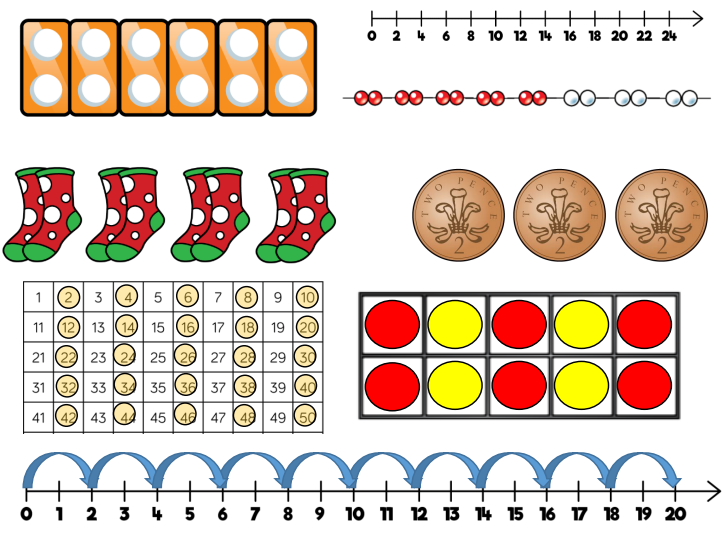 0 2 4 6 8 10 12 14 16 18 20 22 24
TWO PENCE TWO PENCE TWO PENCE
2 2 2
1 2 3 4 5 6 7 8 9 10
11 12 13 14 15 16 17 18 19 20
21 22 23 24 25 26 27 28 29 30
31 32 33 34 35 36 37 38 39 40
41 42 43 44 45 46 47 48 49 50
0 1 2 3 4 5 6 7 8 9 10 11 12 13 14 15 16 17 18 19 20